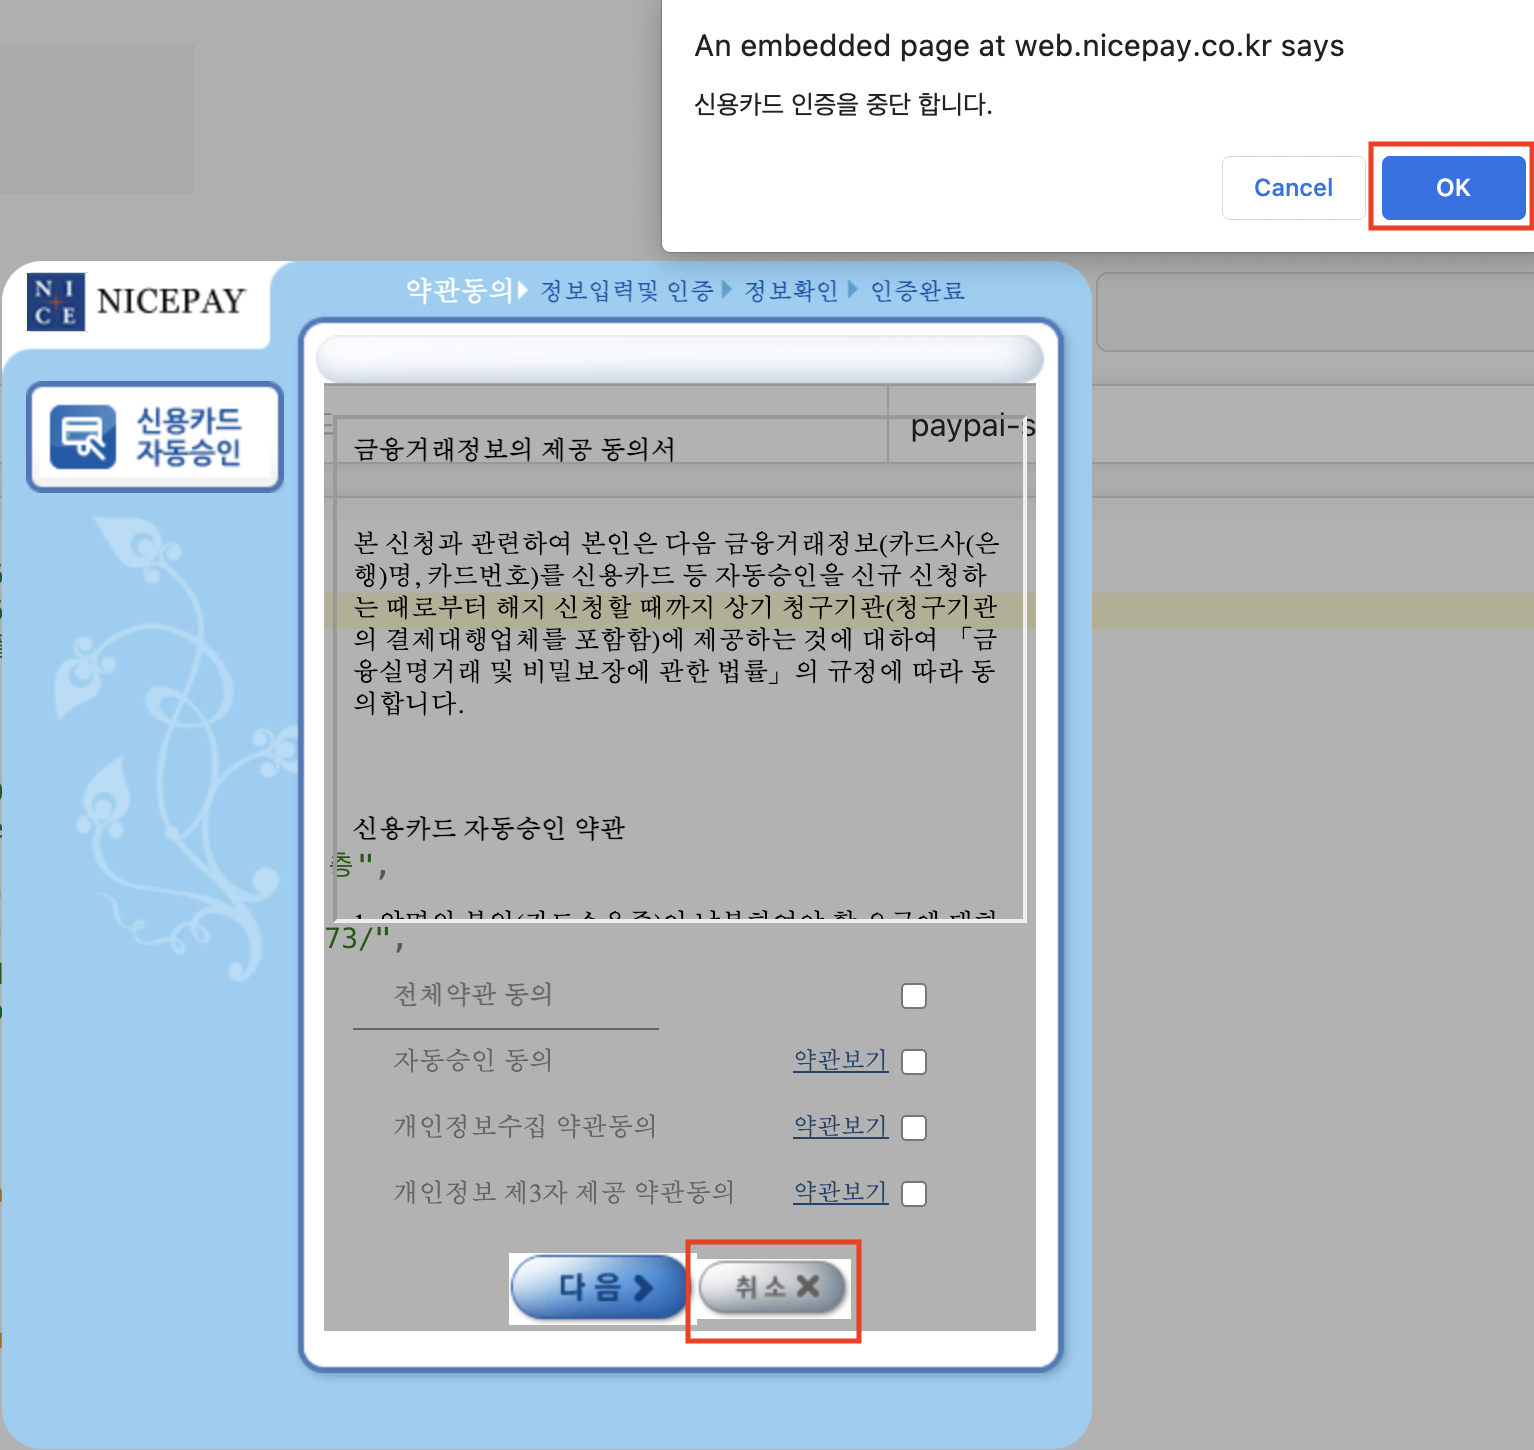 An embedded page at web.nicepay.co.kr says
신용카드 인증을 중단 합니다.
Cancel
OK
NICE
NICEPAY
약관동의
정보입력및 인증
정보확인
인증완료
신용카드
자동승인
paypai-s
금융거래정보의 제공 동의서
본 신청과 관련하여 본인은 다음 금융거래정보(카드사(은
행)명, 카드번호)를 신용카드 등 자동승인을 신규 신청하
는 때로부터 해지 신청할 때까지 상기 청구기관(청구기관
의 결제대행업체를 포함함)에 제공하는 것에 대하여 「금
융실명거래 및 비밀보장에 관한 법률」의 규정에 따라 동
의합니다.
신용카드 자동승인 약관
층",
73/",
전체약관 동의
자동승인 동의 약관보기
개인정보수집 약관동의 약관보기
개인정보 제3자 제공 약관동의 약관보기
다음
취소